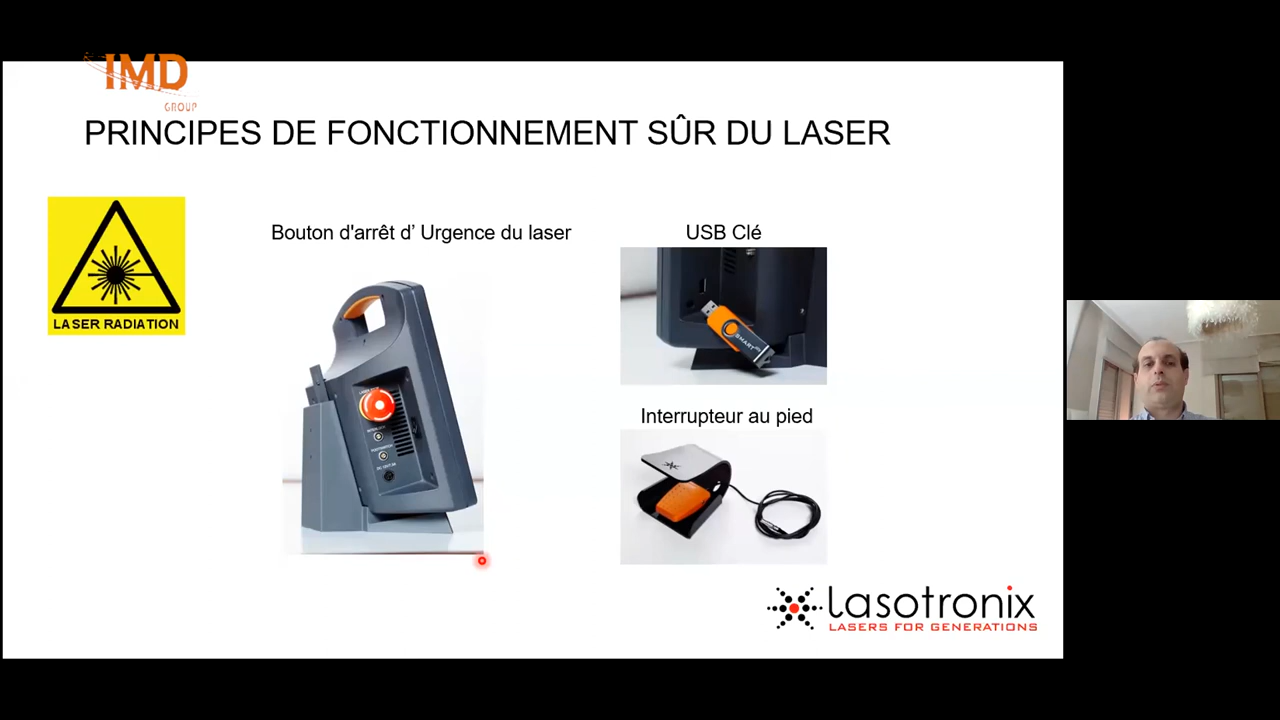 IMD
GROUP
PRINCIPES DE FONCTIONNEMENT SÛR DU LASER
LASER RADIATION
Bouton d'arrêt d’ Urgence du laser
USB Clé
SMART
Interrupteur au pied
lasotronix
LASERS FOR GENERATIONS